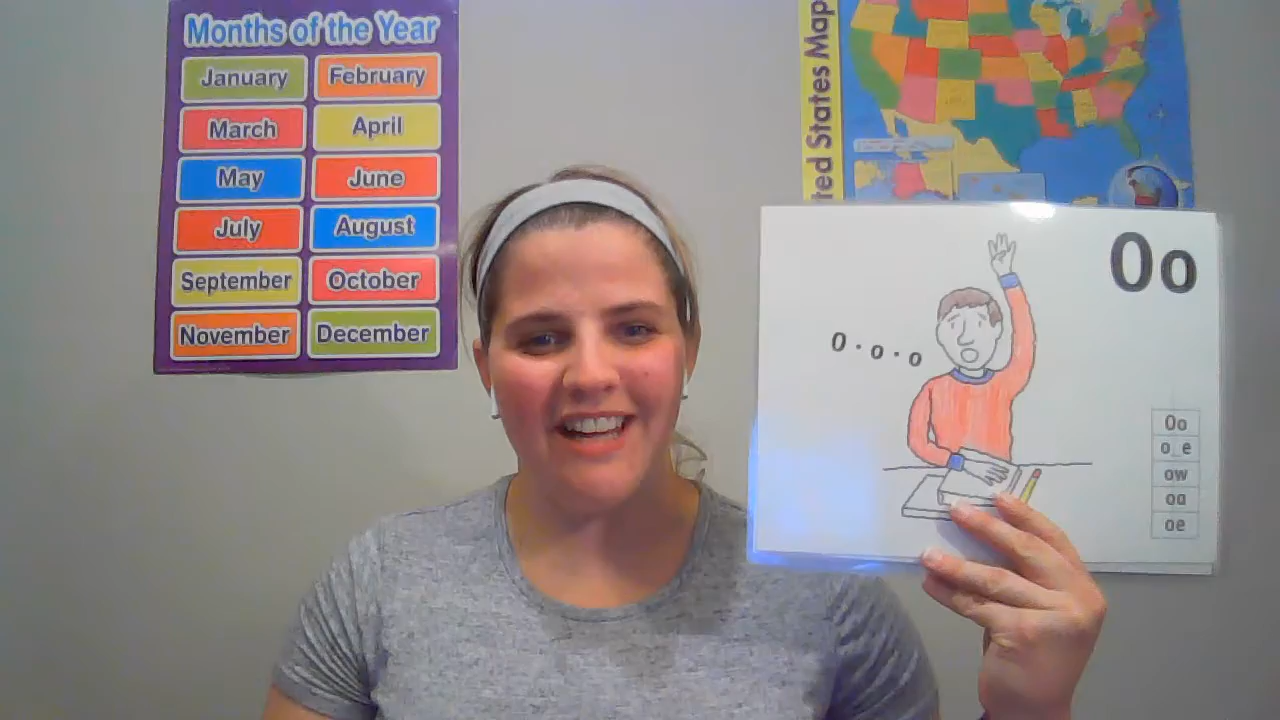 Months of the Year
January
February
March
April
May
June
July
August
September
October
November
December
ted States Map
Oo
o · o · o
Oo
o_e
ow
oa
oe